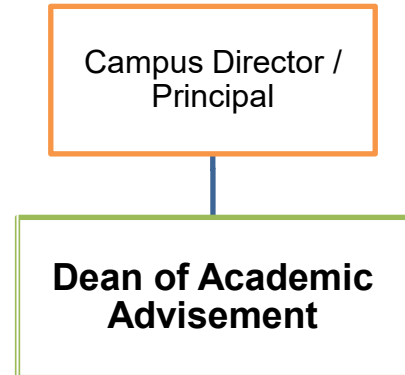 Campus Director /
Principal
Dean of Academic
Advisement